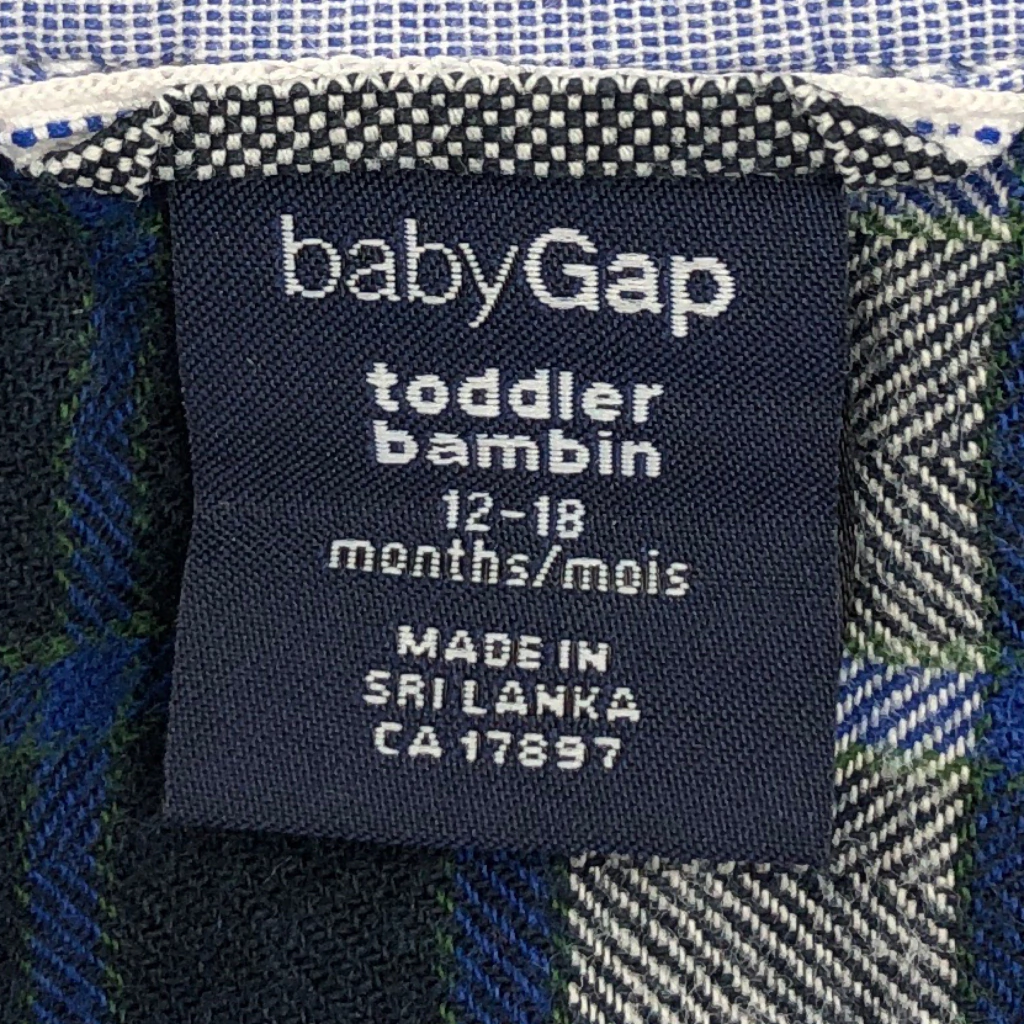 babyGap
toddler
bambin
12-18
months/mois
MADE IN
SRI LANKA
CA 17897